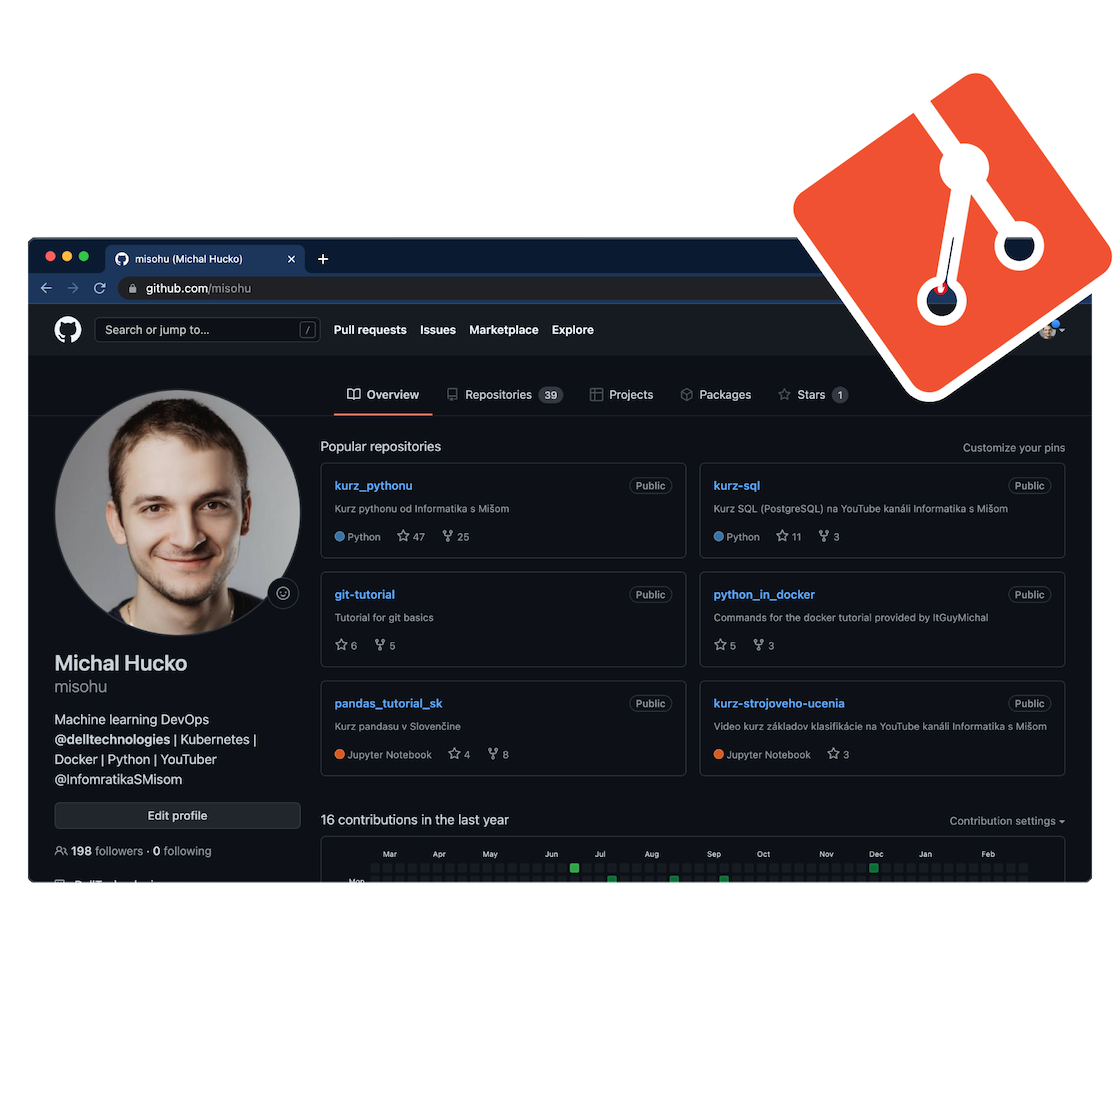 misohu (Michal Hucko)
github.com/misohu
Search or jump to... /
Pull requests Issues Marketplace Explore
Overview Repositories 39 Projects Packages Stars 1
Popular repositories Customize your pins
kurz_pythonu Public
Kurz pythonu od Informatika s Mišom
Python 47 25
kurz-sql Public
Kurz SQL (PostgreSQL) na YouTube kanáli Informatika s Mišom
Python 11 3
git-tutorial Public
Tutorial for git basics
6 5
python_in_docker Public
Commands for the docker tutorial provided by ItGuyMichal
5 3
pandas_tutorial_sk Public
Kurz pandasu v Slovenčine
Jupyter Notebook 4 8
kurz-strojoveho-ucenia Public
Video kurz základov klasifikácie na YouTube kanáli Informatika s Mišom
Jupyter Notebook 3
Michal Hucko
misohu
Machine learning DevOps
@delltechnologies | Kubernetes |
Docker | Python | YouTuber
@InfomratikaSMisom
Edit profile
198 followers · 0 following
16 contributions in the last year Contribution settings
Mar Apr May Jun Jul Aug Sep Oct Nov Dec Jan Feb
Mon